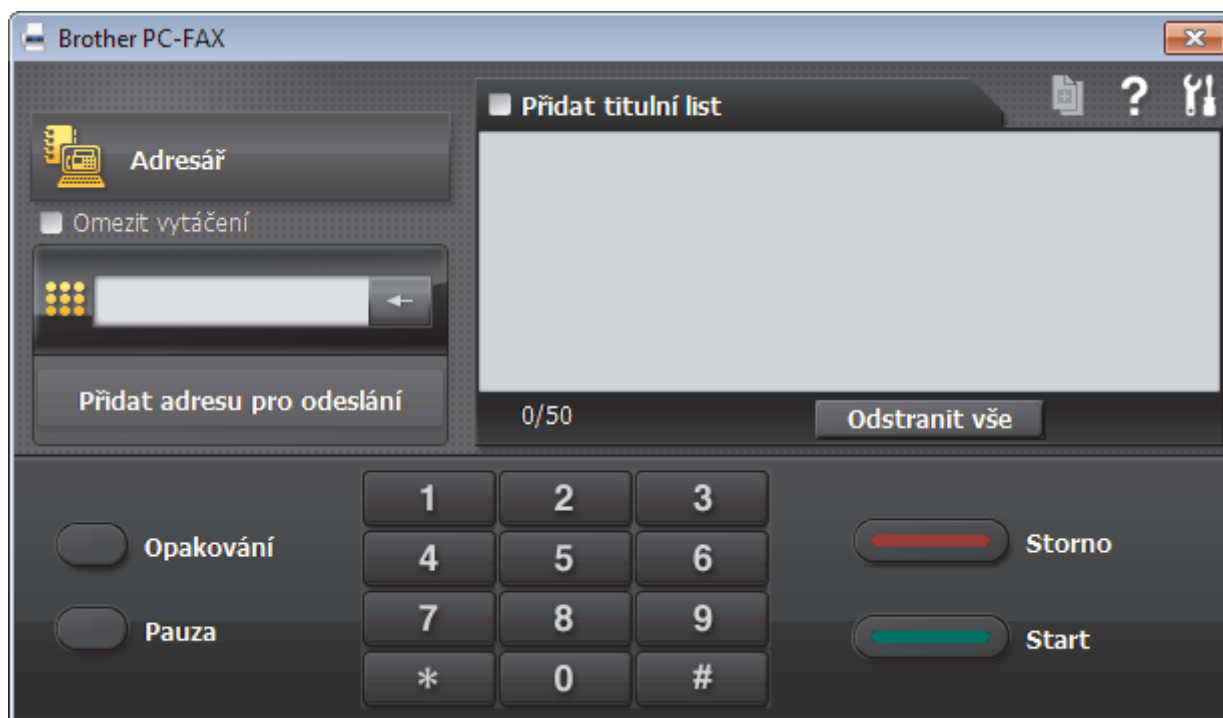 Brother PC-FAX
Přidat titulní list
?
Adresář
Omezit vytáčení
Přidat adresu pro odeslání
0/50
Odstranit vše
1 2 3
Opakování
4 5 6
Storno
7 8 9
Pauza
Start
* 0 #